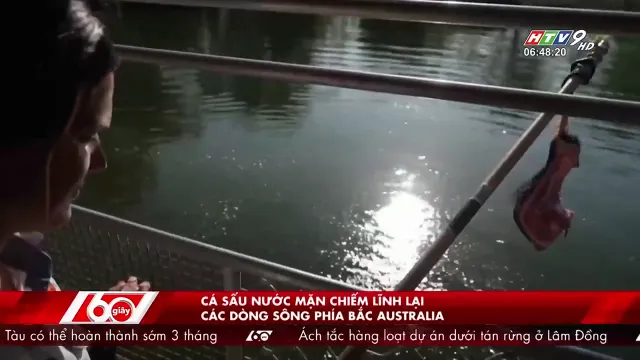 HTV9 HD
06:48:20
60 giây
CÁ SẤU NƯỚC MẶN CHIẾM LĨNH LẠI
CÁC DÒNG SÔNG PHÍA BẮC AUSTRALIA
Tàu có thể hoàn thành sớm 3 tháng 60 giây Ách tắc hàng loạt dự án dưới tán rừng ở Lâm Đồng